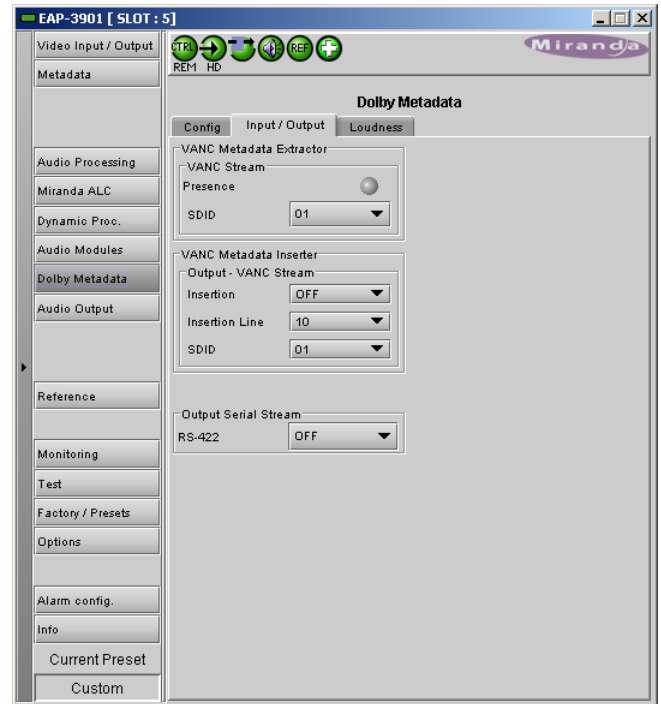 EAP-3901 [ SLOT : 5]
Video Input / Output
Metadata
Audio Processing
Miranda ALC
Dynamic Proc.
Audio Modules
Dolby Metadata
Audio Output
Reference
Monitoring
Test
Factory / Presets
Options
Alarm config.
Info
Current Preset
Custom
CTRL
REF
REM HD
Miranda
Dolby Metadata
Config Input / Output Loudness
VANC Metadata Extractor
VANC Stream
Presence
SDID 01
VANC Metadata Inserter
Output - VANC Stream
Insertion OFF
Insertion Line 10
SDID 01
Output Serial Stream
RS-422 OFF